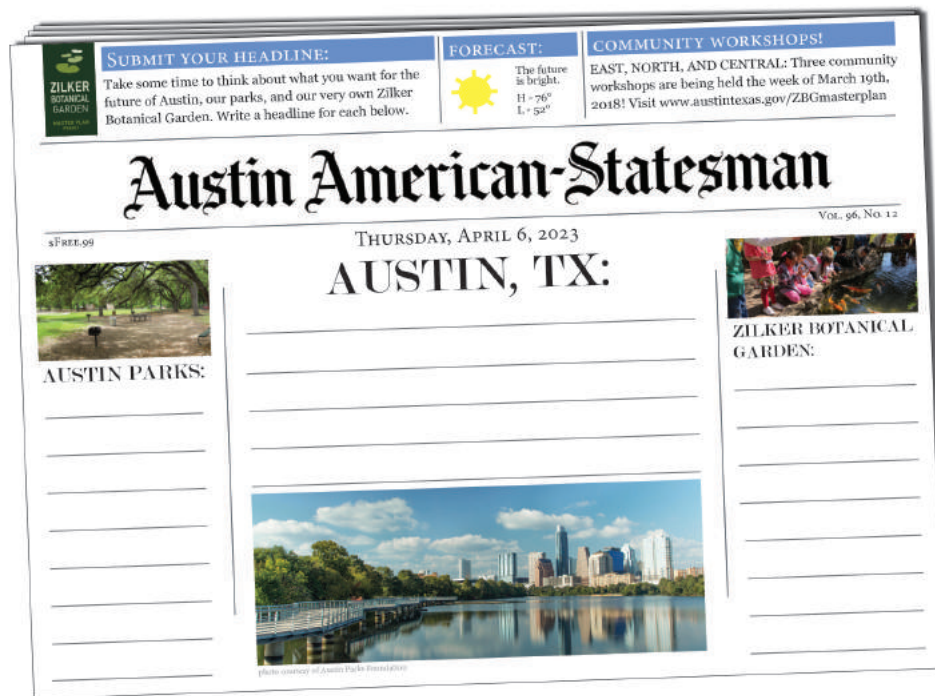 ZILKER
BOTANICAL
GARDEN
MASTER PLAN
SUBMIT YOUR HEADLINE:
Take some time to think about what you want for the
future of Austin, our parks, and our very own Zilker
Botanical Garden. Write a headline for each below.
FORECAST:
The future
is bright.
H - 76°
L - 52°
COMMUNITY WORKSHOPS!
EAST, NORTH, AND CENTRAL: Three community
workshops are being held the week of March 19th,
2018! Visit www.austintexas.gov/ZBGmasterplan
Austin American-Statesman
$FREE.99
THURSDAY, APRIL 6, 2023
VOL. 96, NO. 12
AUSTIN PARKS:
AUSTIN, TX:
photo courtesy of Austin Parks Foundation
ZILKER BOTANICAL
GARDEN: